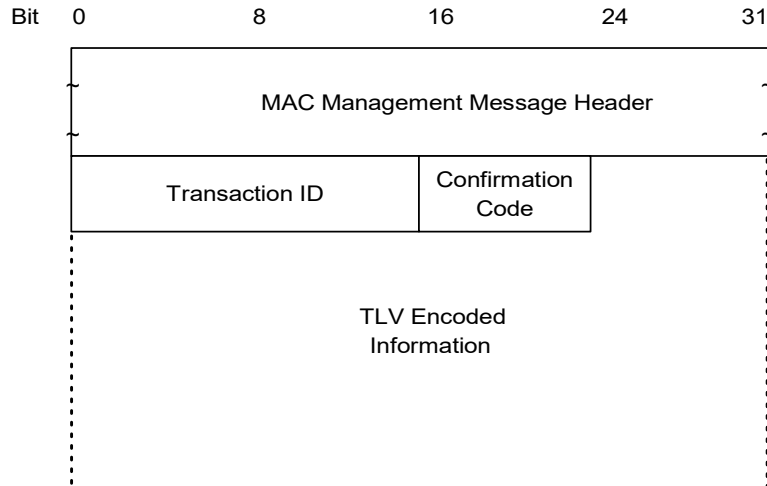 Bit 0 8 16 24 31
MAC Management Message Header
Transaction ID
Confirmation
Code
TLV Encoded
Information